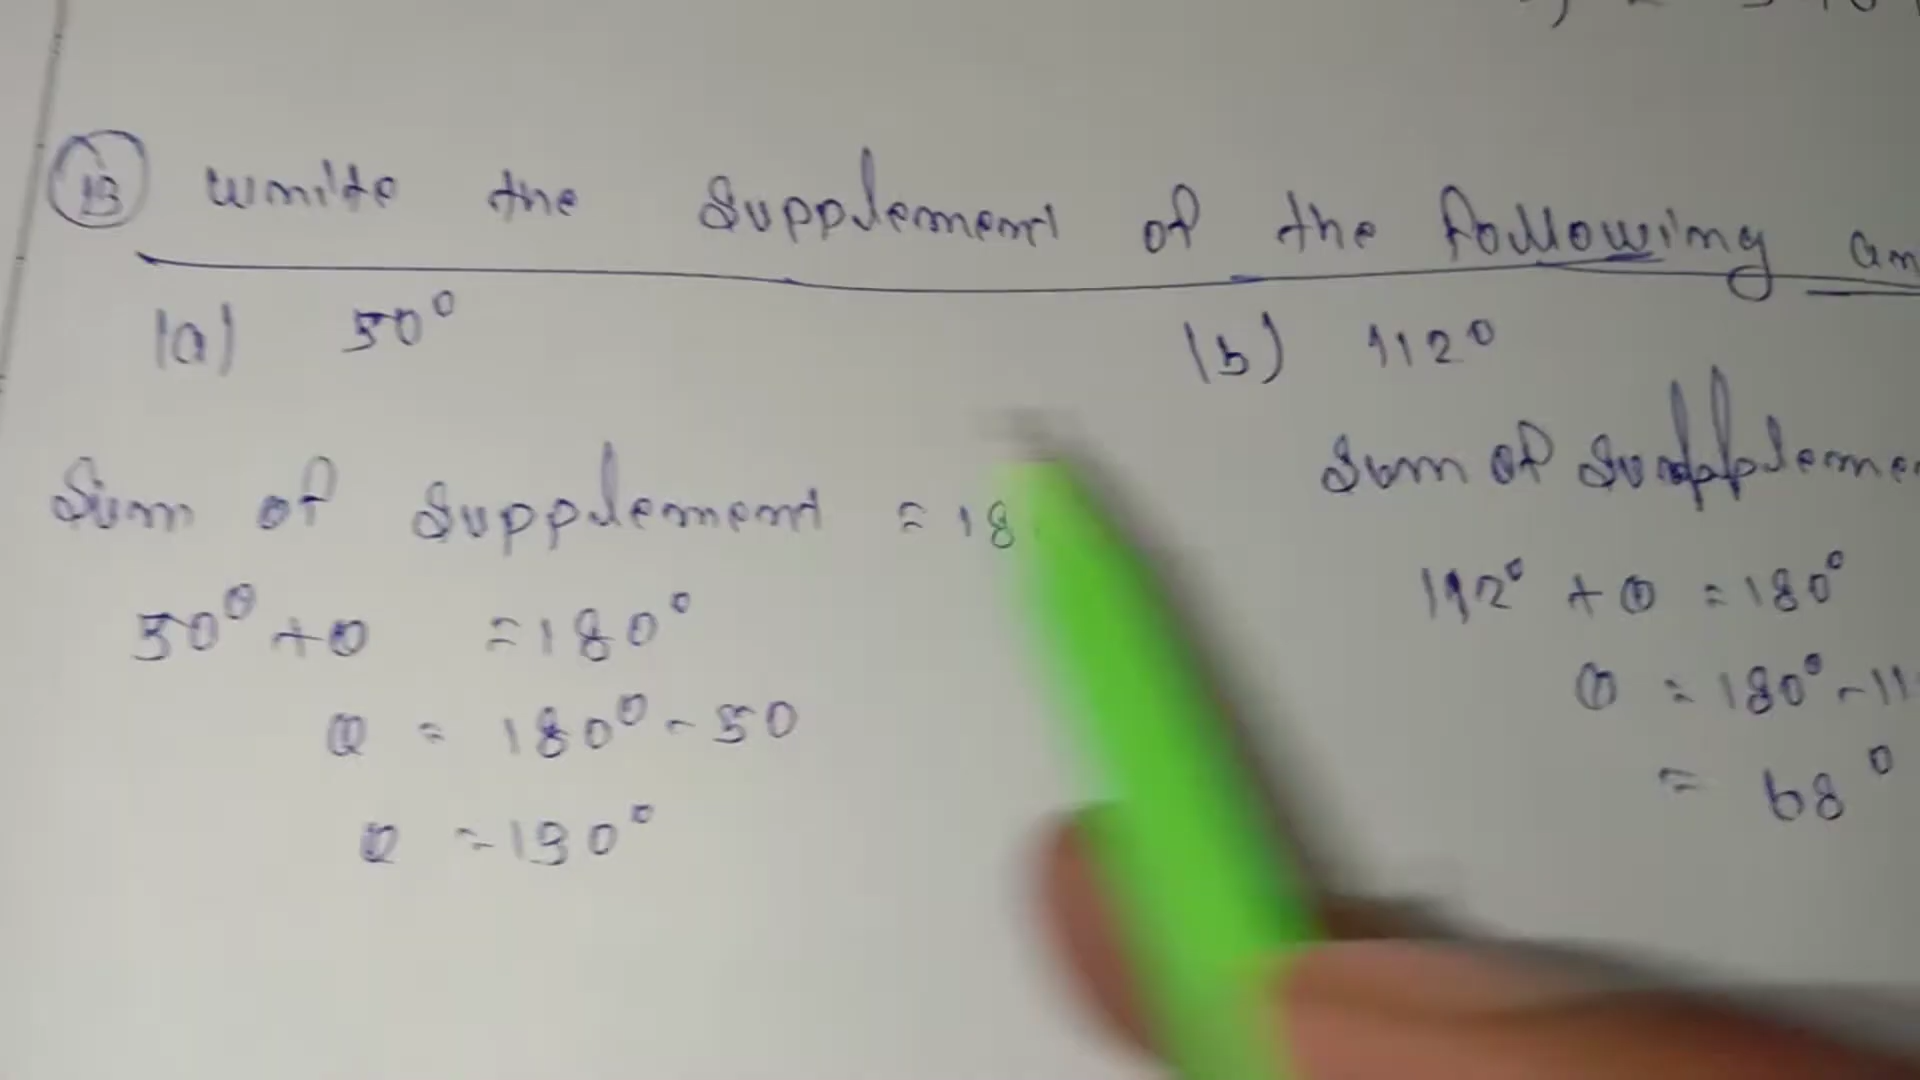 13 Write the Supplement of the following an
(a) 50°
(b) 112°
Sum of Supplement = 18
50° + θ = 180°
θ = 180° - 50
θ = 130°
Sum of Suppleme
112° + θ = 180°
θ = 180° - 11
= 68°